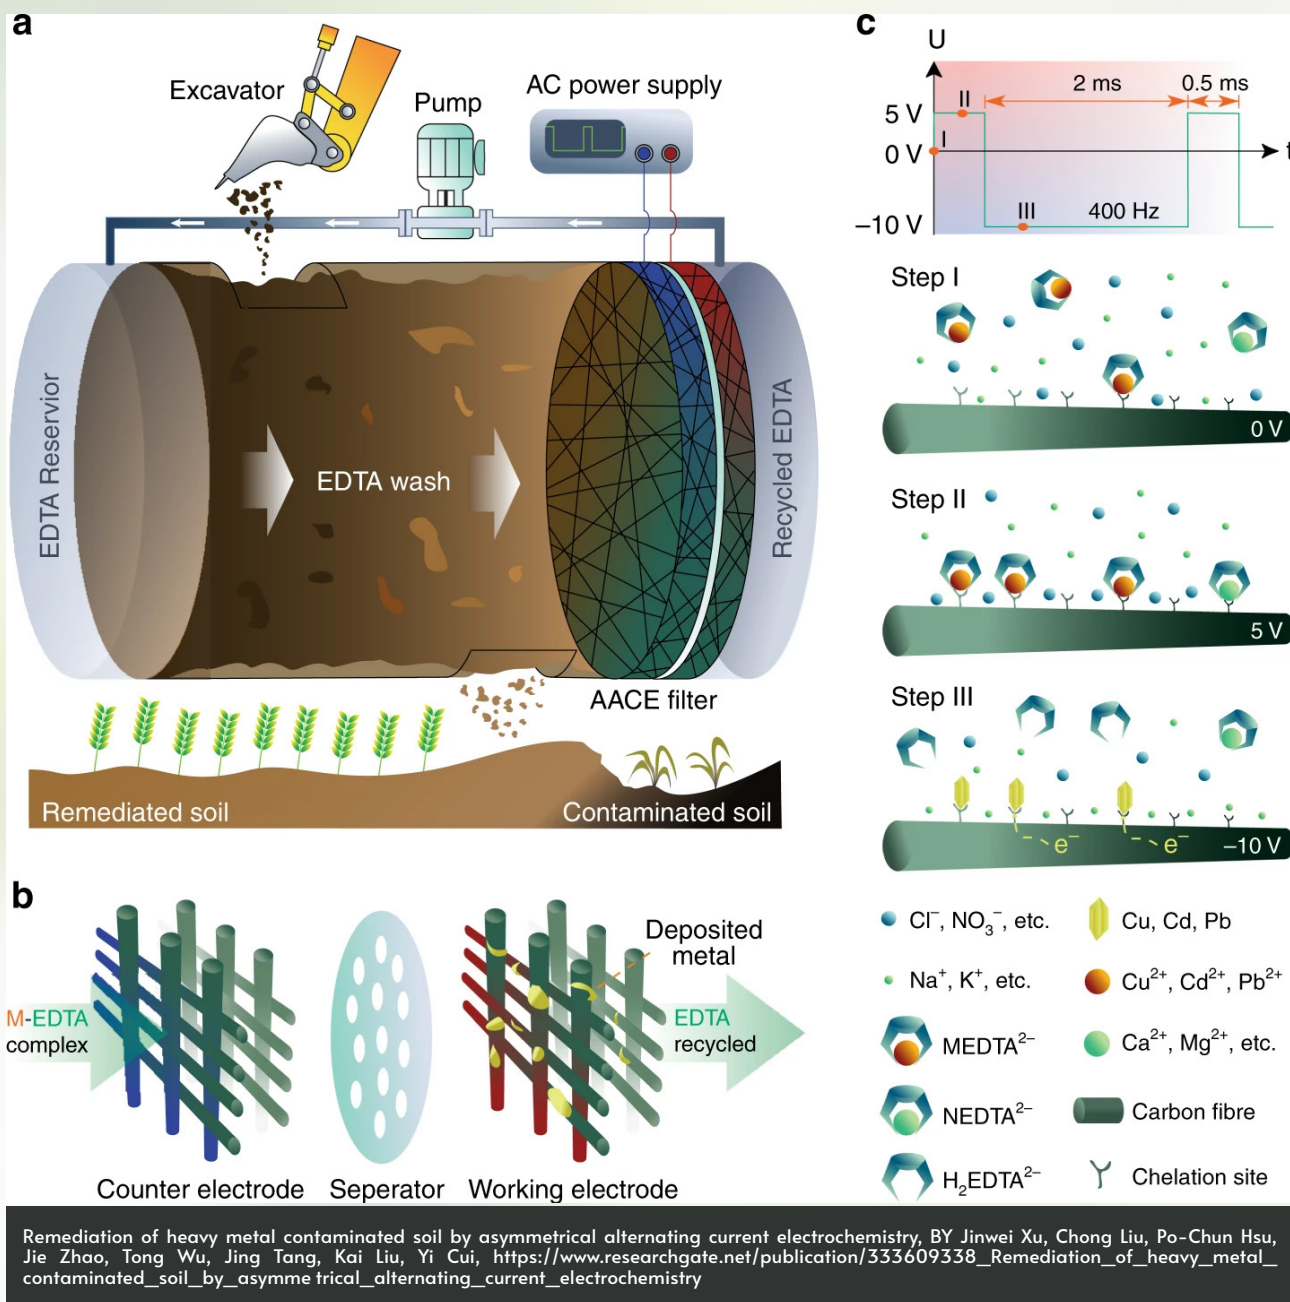 a
Excavator
Pump
AC power supply
EDTA Reservior
EDTA wash
Recycled EDTA
AACE filter
Remediated soil
Contaminated soil
b
M-EDTA
complex
Deposited
metal
EDTA
recycled
Counter electrode
Seperator
Working electrode
c
U
2 ms
0.5 ms
5 V
II
I
0 V
t
III
400 Hz
−10 V
Step I
0 V
Step II
5 V
Step III
e⁻
e⁻
−10 V
Cl⁻, NO₃⁻, etc.
Cu, Cd, Pb
Na⁺, K⁺, etc.
Cu²⁺, Cd²⁺, Pb²⁺
MEDTA²⁻
Ca²⁺, Mg²⁺, etc.
NEDTA²⁻
Carbon fibre
H₂EDTA²⁻
Chelation site
Remediation of heavy metal contaminated soil by asymmetrical alternating current electrochemistry, BY Jinwei Xu, Chong Liu, Po-Chun Hsu,
Jie Zhao, Tong Wu, Jing Tang, Kai Liu, Yi Cui, https://www.researchgate.net/publication/333609338_Remediation_of_heavy_metal_
contaminated_soil_by_asymme trical_alternating_current_electrochemistry